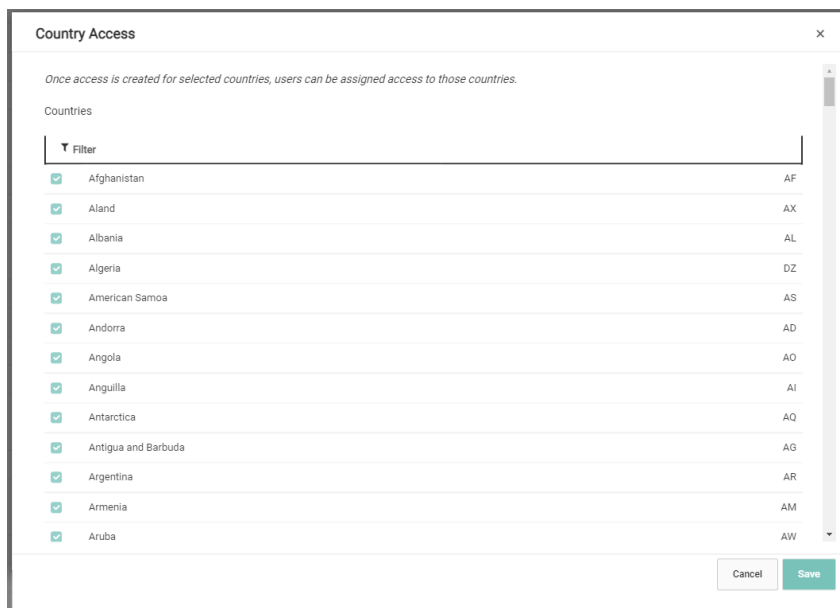 Country Access ×
Once access is created for selected countries, users can be assigned access to those countries.
Countries
Filter
Afghanistan AF
Aland AX
Albania AL
Algeria DZ
American Samoa AS
Andorra AD
Angola AO
Anguilla AI
Antarctica AQ
Antigua and Barbuda AG
Argentina AR
Armenia AM
Aruba AW
Cancel Save